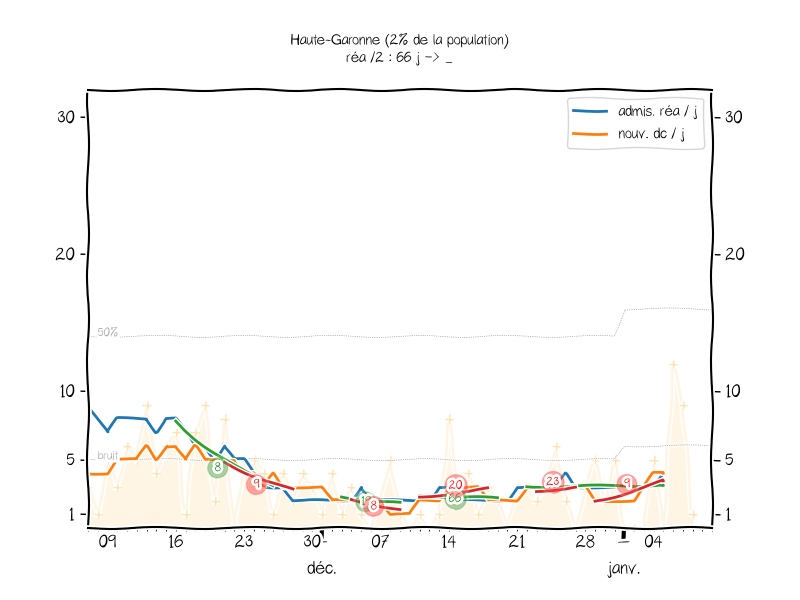 Haute-Garonne (2% de la population)
réa /2 : 66 j -> _
admis. réa / j
nouv. dc / j
30
30
20
20
50%
10
10
bruit
5
5
1
1
8
9
8
20
66
23
9
09 16 23 30 07 14 21 28 04
déc. janv.